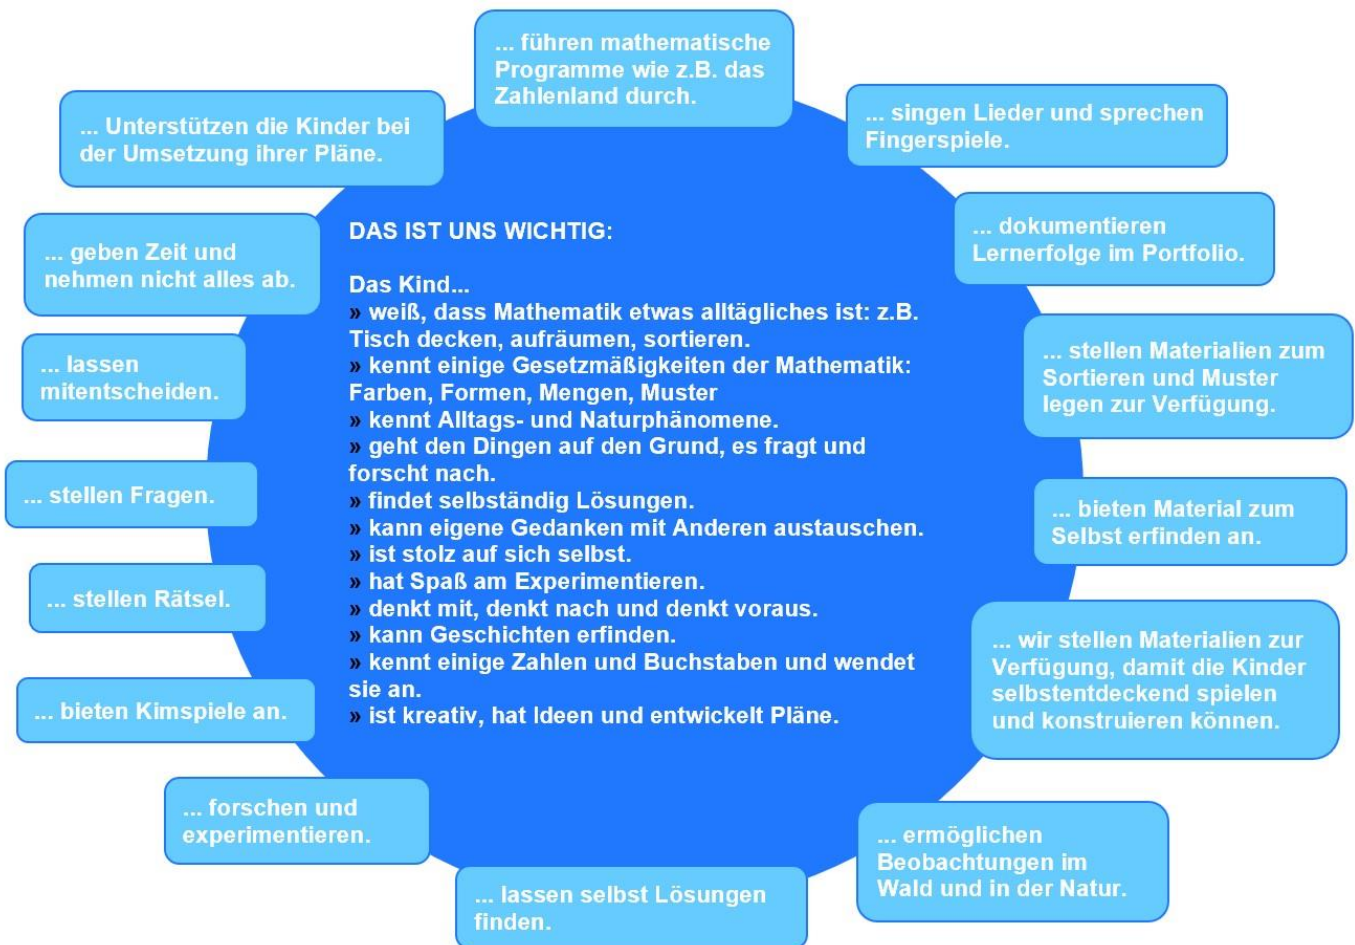 ... führen mathematische
Programme wie z.B. das
Zahlenland durch.
... singen Lieder und sprechen
Fingerspiele.
... dokumentieren
Lernerfolge im Portfolio.
... stellen Materialien zum
Sortieren und Muster
legen zur Verfügung.
... bieten Material zum
Selbst erfinden an.
... wir stellen Materialien zur
Verfügung, damit die Kinder
selbstentdeckend spielen
und konstruieren können.
... ermöglichen
Beobachtungen im
Wald und in der Natur.
... lassen selbst Lösungen
finden.
... forschen und
experimentieren.
... bieten Kimspiele an.
... stellen Rätsel.
... stellen Fragen.
... lassen
mitentscheiden.
... geben Zeit und
nehmen nicht alles ab.
... Unterstützen die Kinder bei
der Umsetzung ihrer Pläne.
DAS IST UNS WICHTIG:
Das Kind...
» weiß, dass Mathematik etwas alltägliches ist: z.B.
Tisch decken, aufräumen, sortieren.
» kennt einige Gesetzmäßigkeiten der Mathematik:
Farben, Formen, Mengen, Muster
» kennt Alltags- und Naturphänomene.
» geht den Dingen auf den Grund, es fragt und
forscht nach.
» findet selbständig Lösungen.
» kann eigene Gedanken mit Anderen austauschen.
» ist stolz auf sich selbst.
» hat Spaß am Experimentieren.
» denkt mit, denkt nach und denkt voraus.
» kann Geschichten erfinden.
» kennt einige Zahlen und Buchstaben und wendet
sie an.
» ist kreativ, hat Ideen und entwickelt Pläne.